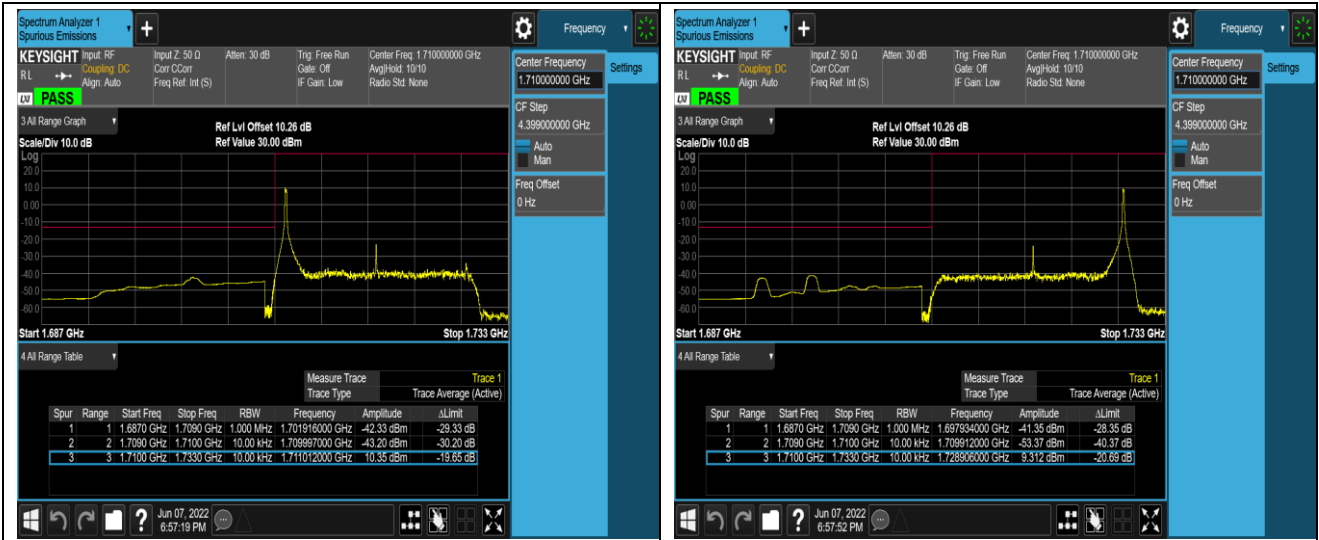 Spectrum Analyzer 1
Spurious Emissions
+
Frequency
KEYSIGHT Input: RF Input Z: 50 Ω Atten: 30 dB Trig: Free Run Center Freq: 1.710000000 GHz
RL Coupling: DC Corr CCorr Gate: Off Avg|Hold: 10/10
Align: Auto Freq Ref: Int (S) IF Gain: Low Radio Std: None
LXI PASS
Center Frequency
1.710000000 GHz
Settings
CF Step
4.399000000 GHz
Auto
Man
Freq Offset
0 Hz
3 All Range Graph
Ref Lvl Offset 10.26 dB
Scale/Div 10.0 dB Ref Value 30.00 dBm
Log
20.0
10.0
0.00
-10.0
-20.0
-30.0
-40.0
-50.0
-60.0
Start 1.687 GHz Stop 1.733 GHz
4 All Range Table
Measure Trace Trace 1
Trace Type Trace Average (Active)
Spur Range Start Freq Stop Freq RBW Frequency Amplitude ΔLimit
1 1 1.6870 GHz 1.7090 GHz 1.000 MHz 1.701916000 GHz -42.33 dBm -29.33 dB
2 2 1.7090 GHz 1.7100 GHz 10.00 kHz 1.709997000 GHz -43.20 dBm -30.20 dB
3 3 1.7100 GHz 1.7330 GHz 10.00 kHz 1.711012000 GHz 10.35 dBm -19.65 dB
? Jun 07, 2022
6:57:19 PM
Spectrum Analyzer 1
Spurious Emissions
+
Frequency
KEYSIGHT Input: RF Input Z: 50 Ω Atten: 30 dB Trig: Free Run Center Freq: 1.710000000 GHz
RL Coupling: DC Corr CCorr Gate: Off Avg|Hold: 10/10
Align: Auto Freq Ref: Int (S) IF Gain: Low Radio Std: None
LXI PASS
Center Frequency
1.710000000 GHz
Settings
CF Step
4.399000000 GHz
Auto
Man
Freq Offset
0 Hz
3 All Range Graph
Ref Lvl Offset 10.26 dB
Scale/Div 10.0 dB Ref Value 30.00 dBm
Log
20.0
10.0
0.00
-10.0
-20.0
-30.0
-40.0
-50.0
-60.0
Start 1.687 GHz Stop 1.733 GHz
4 All Range Table
Measure Trace Trace 1
Trace Type Trace Average (Active)
Spur Range Start Freq Stop Freq RBW Frequency Amplitude ΔLimit
1 1 1.6870 GHz 1.7090 GHz 1.000 MHz 1.697934000 GHz -41.35 dBm -28.35 dB
2 2 1.7090 GHz 1.7100 GHz 10.00 kHz 1.709912000 GHz -53.37 dBm -40.37 dB
3 3 1.7100 GHz 1.7330 GHz 10.00 kHz 1.728906000 GHz 9.312 dBm -20.69 dB
? Jun 07, 2022
6:57:52 PM